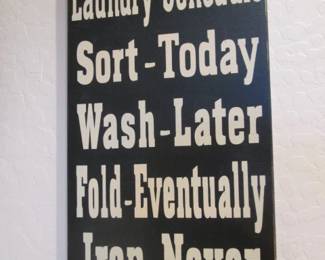 Laundry Schedule
Sort-Today
Wash-Later
Fold-Eventually
Iron-Never